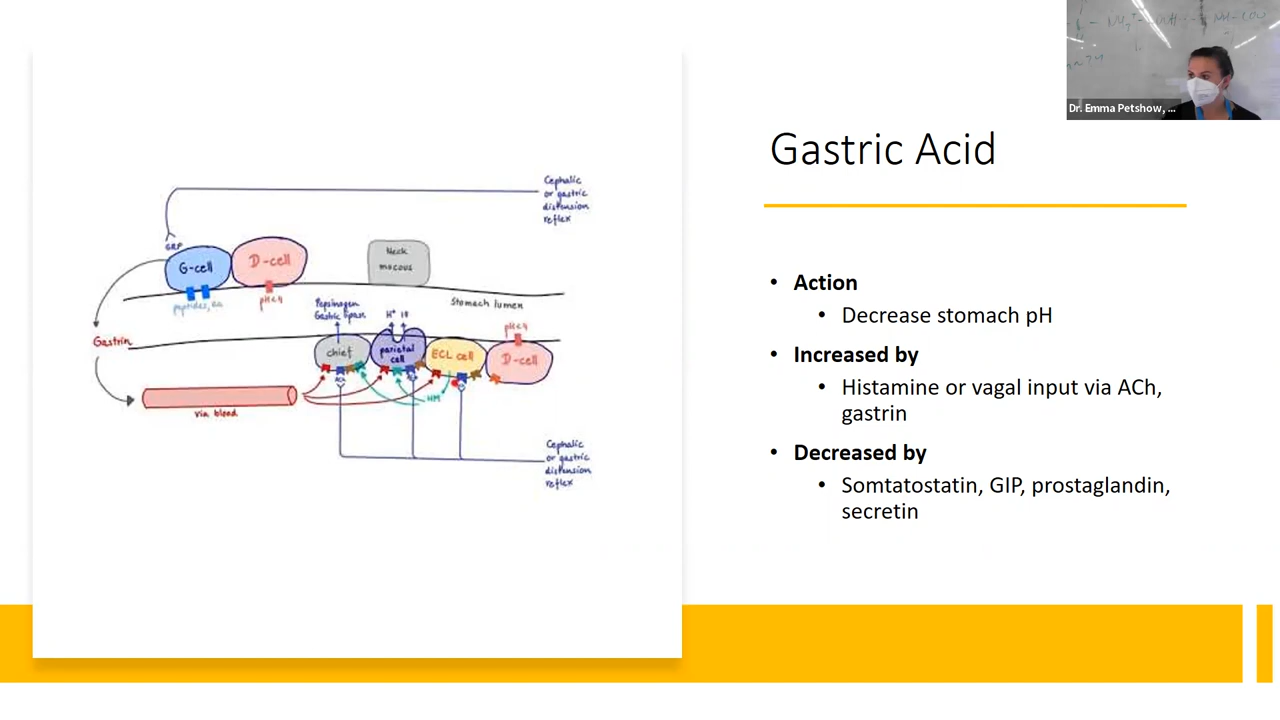 Dr. Emma Petshow, ...
Gastric Acid
• Action
• Decrease stomach pH
• Increased by
• Histamine or vagal input via ACh,
gastrin
• Decreased by
• Somtatostatin, GIP, prostaglandin,
secretin
Cephalic
or gastric
distension
reflex
GRP
G-cell
D-cell
Neck
mucous
peptides, aa
pH<4
Stomach lumen
Pepsinogen
Gastric lipase
H+ IF
pH<4
Gastrin
chief
parietal
cell
ECL cell
D-cell
via blood
HM
Cephalic
or gastric
distension
reflex